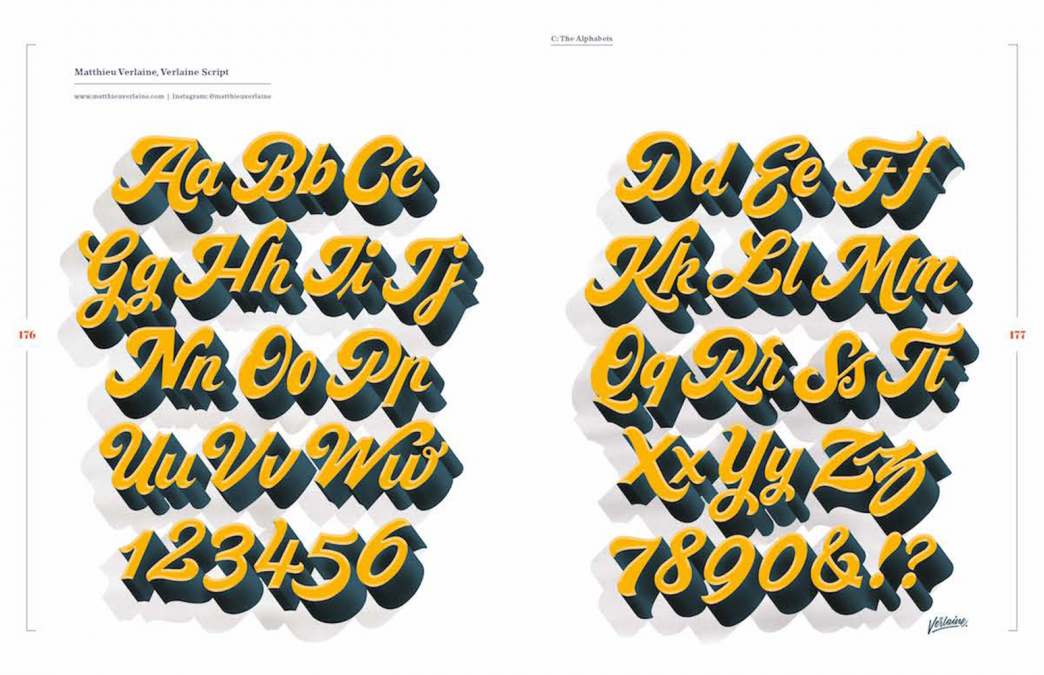 C: The Alphabets
Matthieu Verlaine, Verlaine Script
www.matthieuverlaine.com | Instagram: @matthieuverlaine
Aa Bb Cc
Gg Hh Ii Jj
Nn Oo Pp
Uu Vv Ww
123456
176
Dd Ee Ff
Kk Ll Mm
Qq Rr Ss Tt
Xx Yy Zz
7890&!?
177
Verlaine.